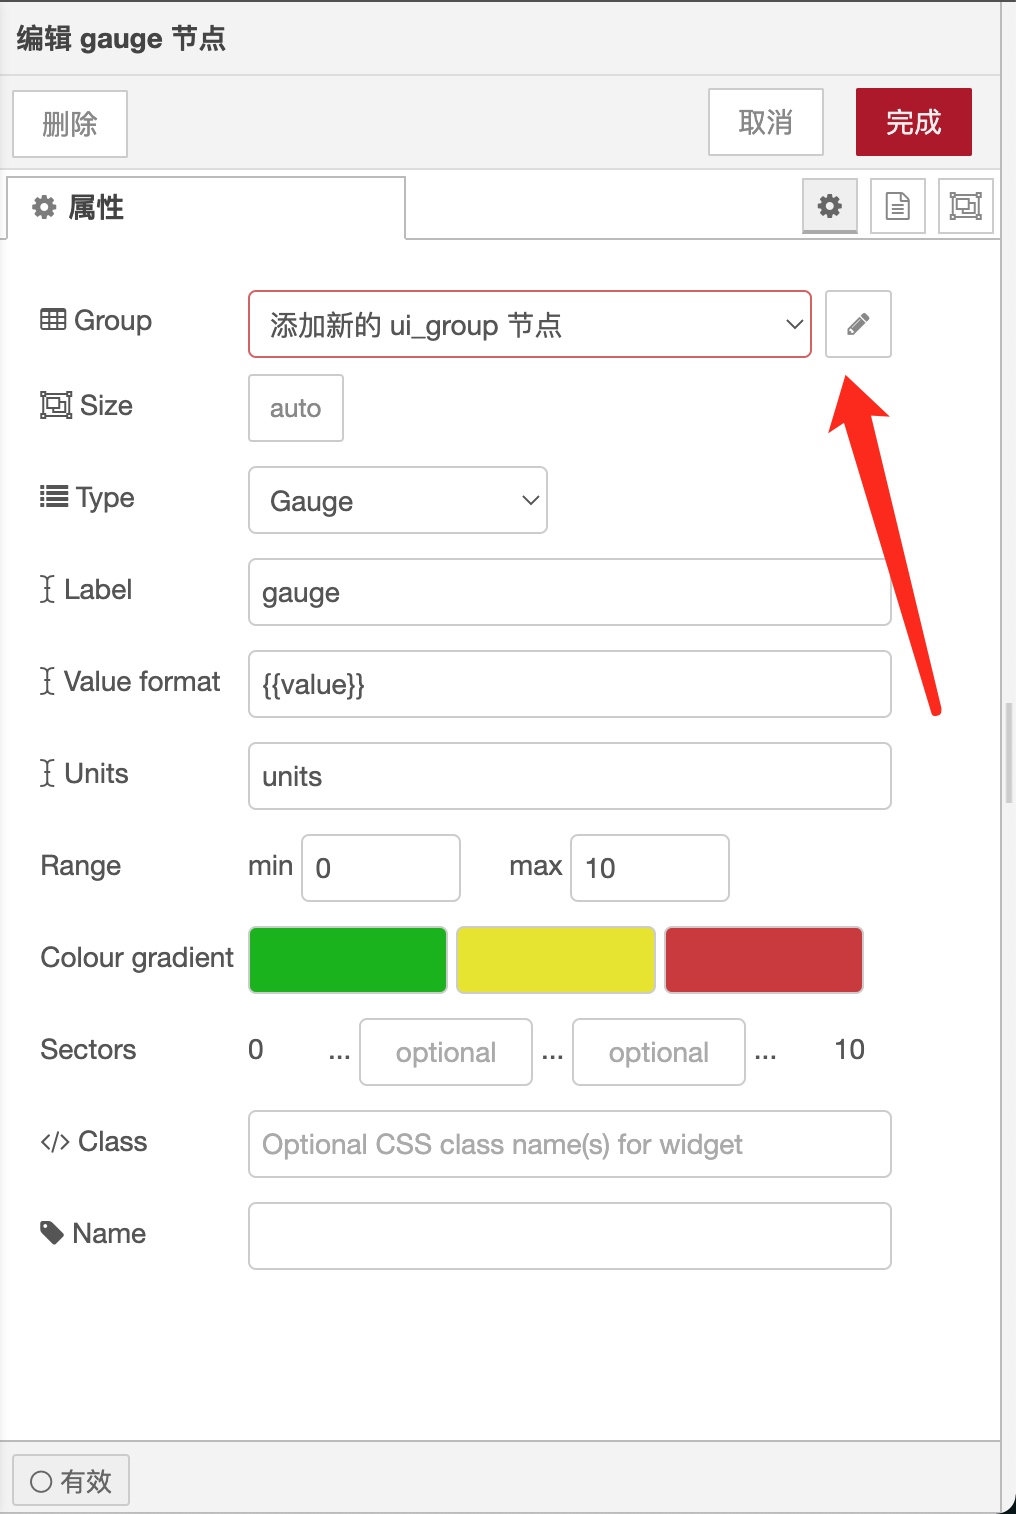 编辑 gauge 节点
删除 取消 完成
属性
Group 添加新的 ui_group 节点
Size auto
Type Gauge
Label gauge
Value format {{value}}
Units units
Range min 0 max 10
Colour gradient
Sectors 0 ... optional ... optional ... 10
</> Class Optional CSS class name(s) for widget
Name
有效